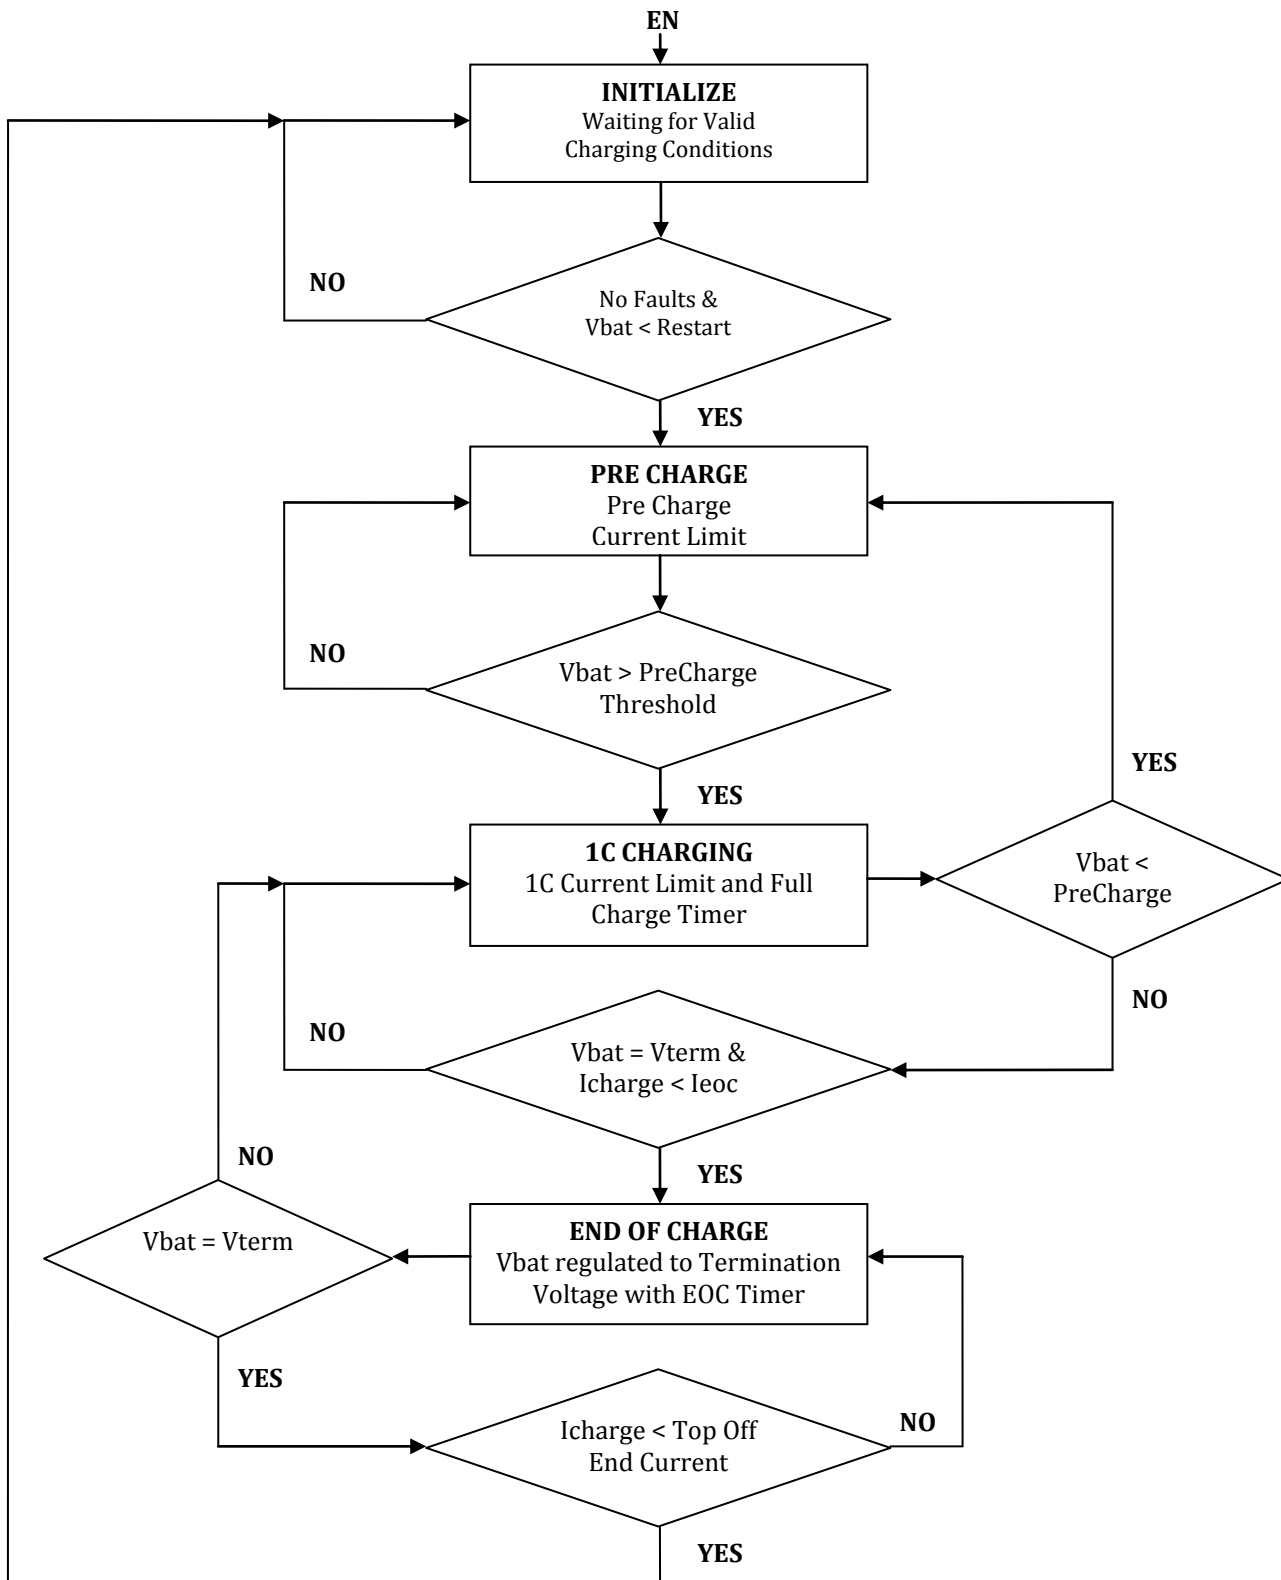 EN
INITIALIZE
Waiting for Valid
Charging Conditions
NO
No Faults &
Vbat < Restart
YES
PRE CHARGE
Pre Charge
Current Limit
NO
Vbat > PreCharge
Threshold
YES
YES
1C CHARGING
1C Current Limit and Full
Charge Timer
Vbat <
PreCharge
NO
NO
Vbat = Vterm &
Icharge < Ieoc
YES
NO
Vbat = Vterm
END OF CHARGE
Vbat regulated to Termination
Voltage with EOC Timer
YES
Icharge < Top Off
End Current
NO
YES